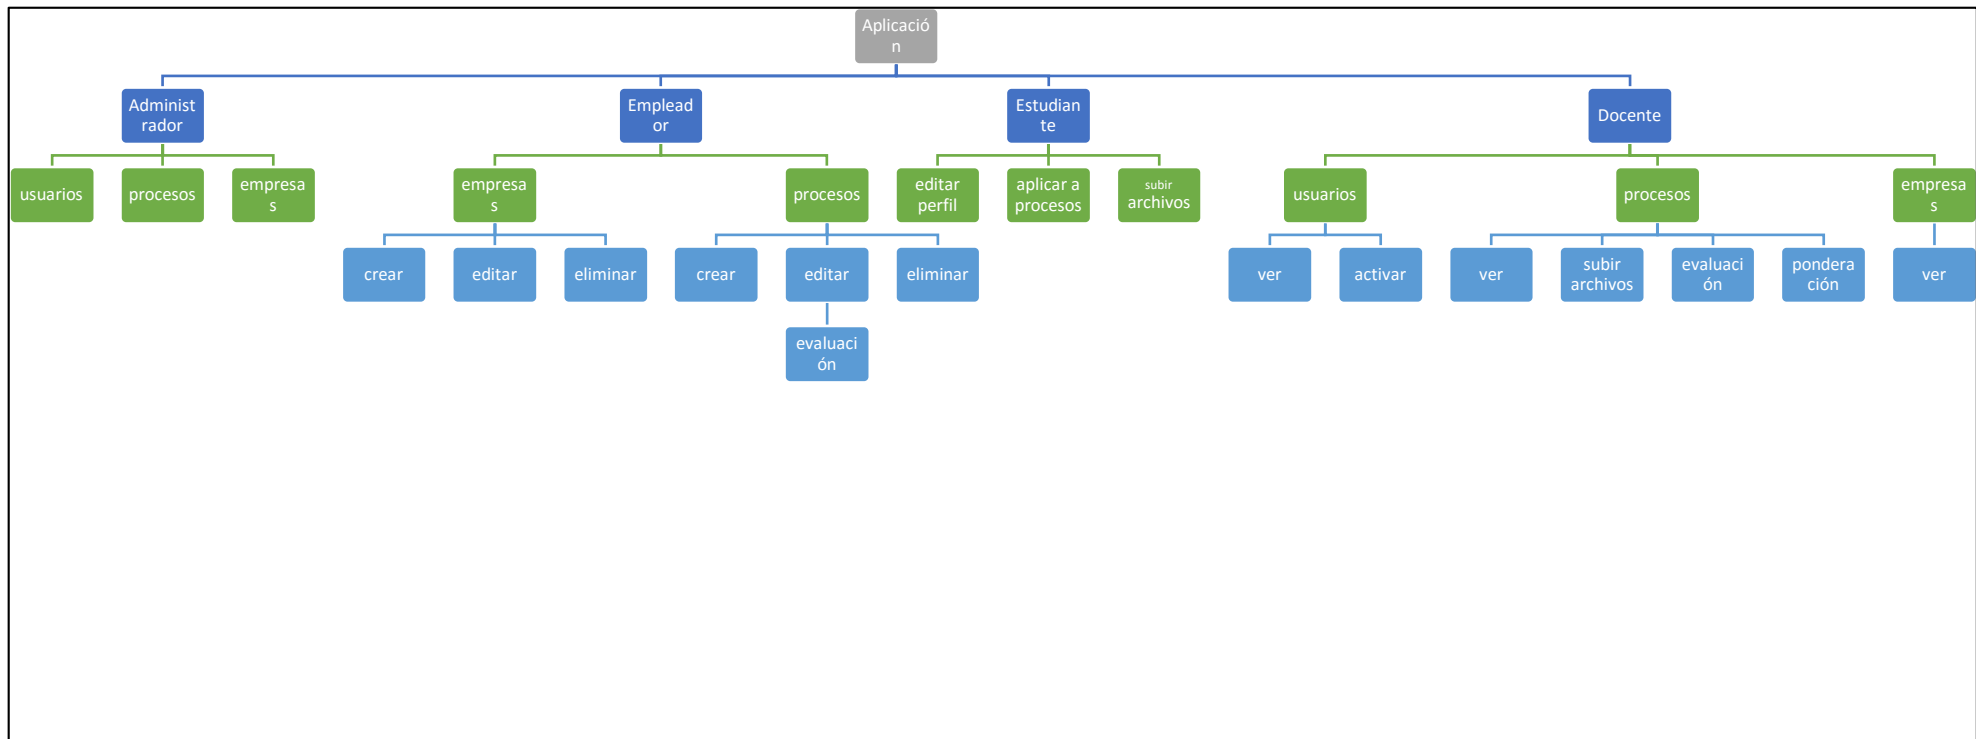 Aplicació
n
Administ
rador
Emplead
or
Estudian
te
Docente
usuarios
procesos
empresa
s
empresa
s
procesos
editar
perfil
aplicar a
procesos
subir
archivos
usuarios
procesos
empresa
s
crear
editar
eliminar
crear
editar
eliminar
ver
activar
ver
subir
archivos
evaluaci
ón
pondera
ción
ver
evaluaci
ón